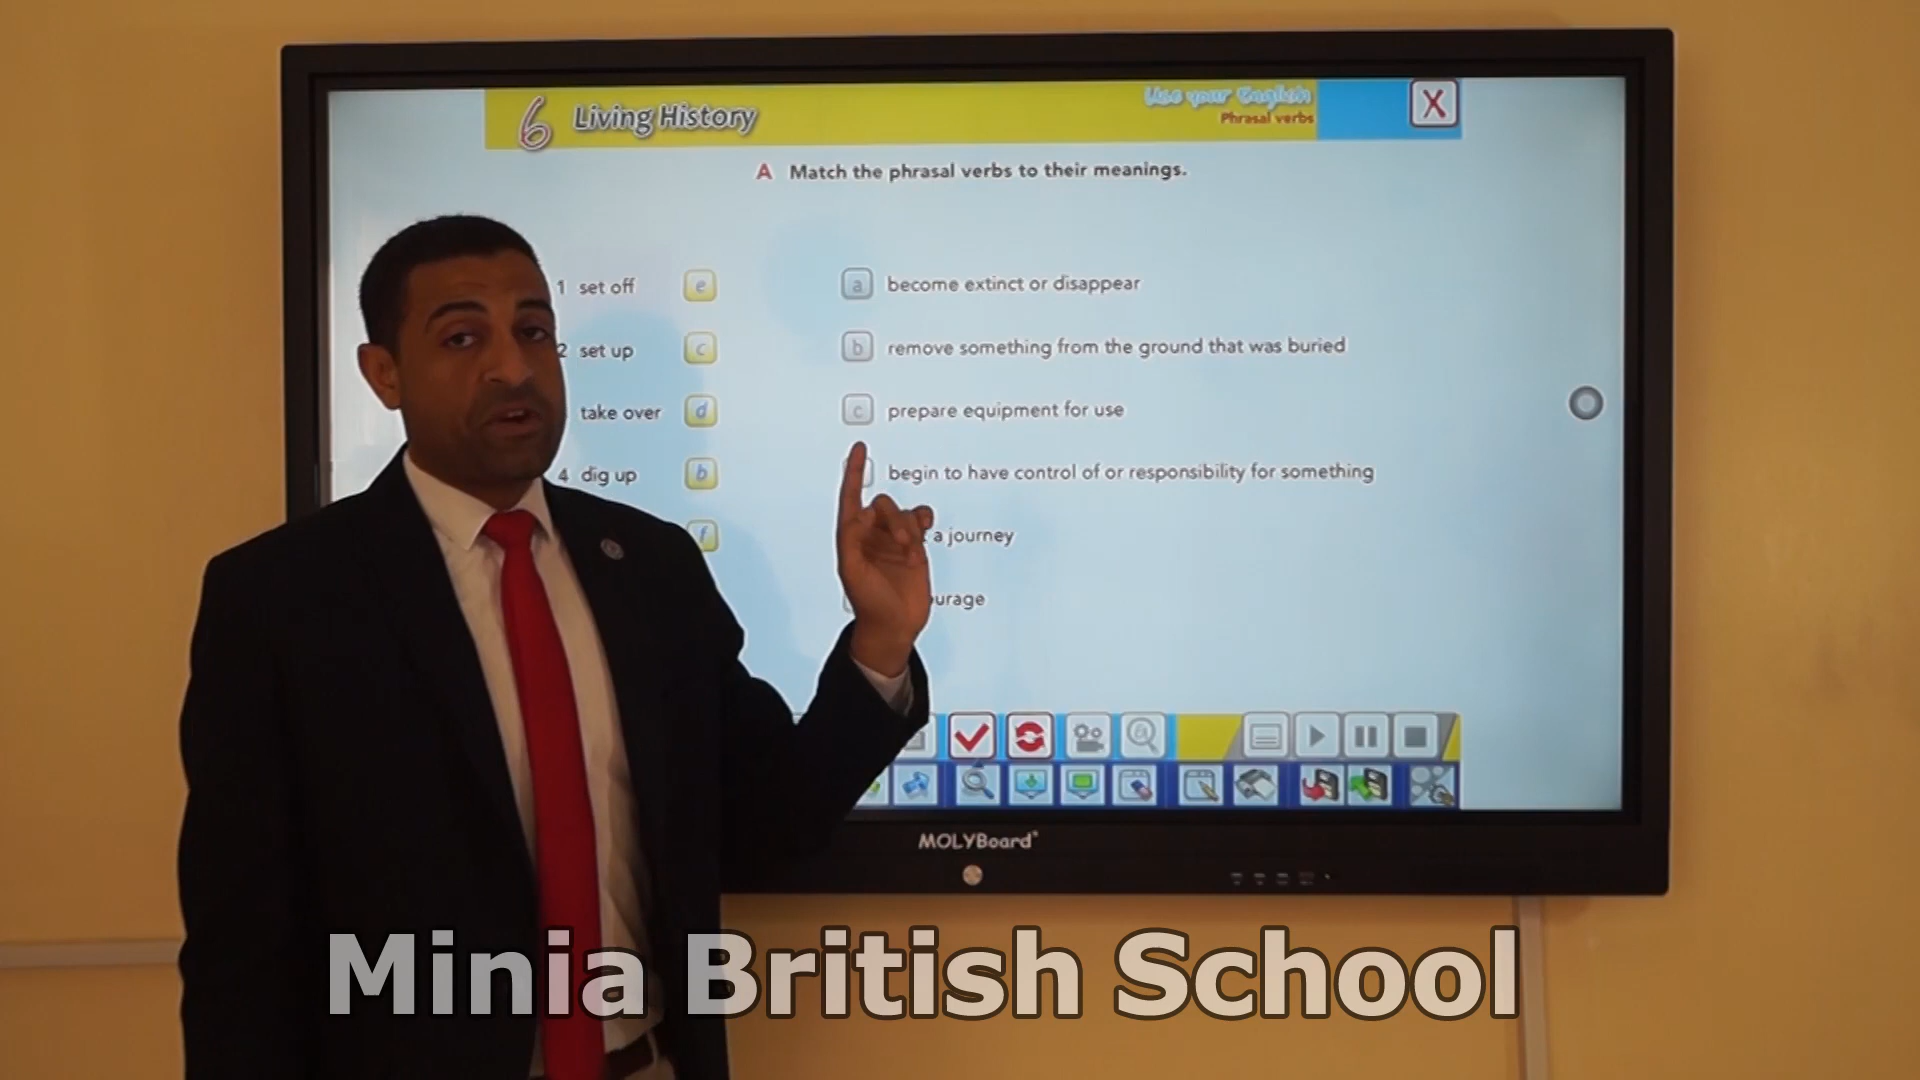 6 Living History
Use your English
Phrasal verbs
X
A Match the phrasal verbs to their meanings.
1 set off e
a become extinct or disappear
2 set up c
b remove something from the ground that was buried
take over d
c prepare equipment for use
4 dig up b
begin to have control of or responsibility for something
f
a journey
urage
MOLYBoard
Minia British School